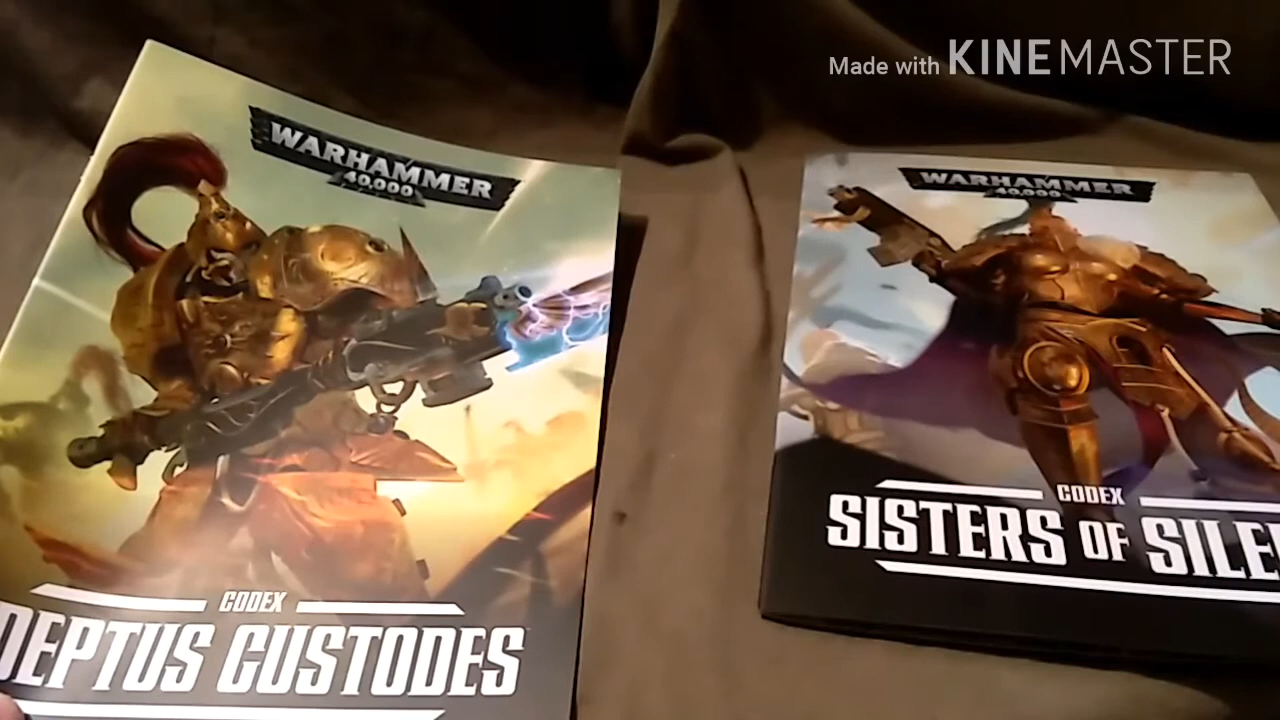 Made with KINEMASTER
WARHAMMER
40,000
CODEX
DEPTUS CUSTODES
WARHAMMER
40,000
CODEX
SISTERS OF SILE